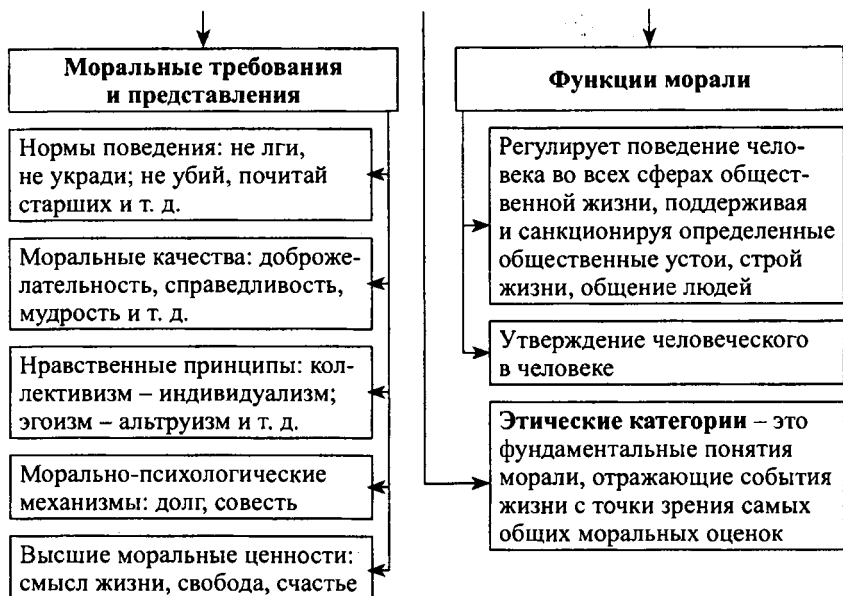 Моральные требования
и представления
Нормы поведения: не лги,
не укради; не убий, почитай
старших и т. д.
Моральные качества: доброже-
лательность, справедливость,
мудрость и т. д.
Нравственные принципы: кол-
лективизм – индивидуализм;
эгоизм – альтруизм и т. д.
Морально-психологические
механизмы: долг, совесть
Высшие моральные ценности:
смысл жизни, свобода, счастье
Функции морали
Регулирует поведение чело-
века во всех сферах общест-
венной жизни, поддерживая
и санкционируя определенные
общественные устои, строй
жизни, общение людей
Утверждение человеческого
в человеке
Этические категории – это
фундаментальные понятия
морали, отражающие события
жизни с точки зрения самых
общих моральных оценок